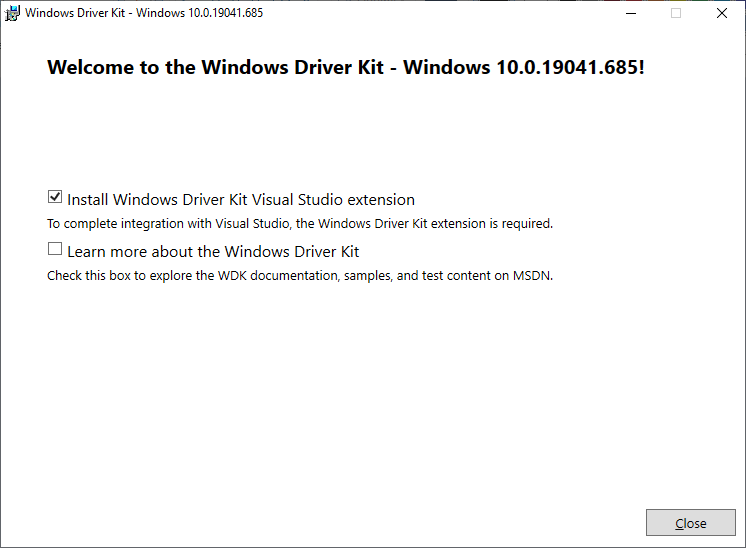 Windows Driver Kit - Windows 10.0.19041.685
Welcome to the Windows Driver Kit - Windows 10.0.19041.685!
Install Windows Driver Kit Visual Studio extension
To complete integration with Visual Studio, the Windows Driver Kit extension is required.
Learn more about the Windows Driver Kit
Check this box to explore the WDK documentation, samples, and test content on MSDN.
Close